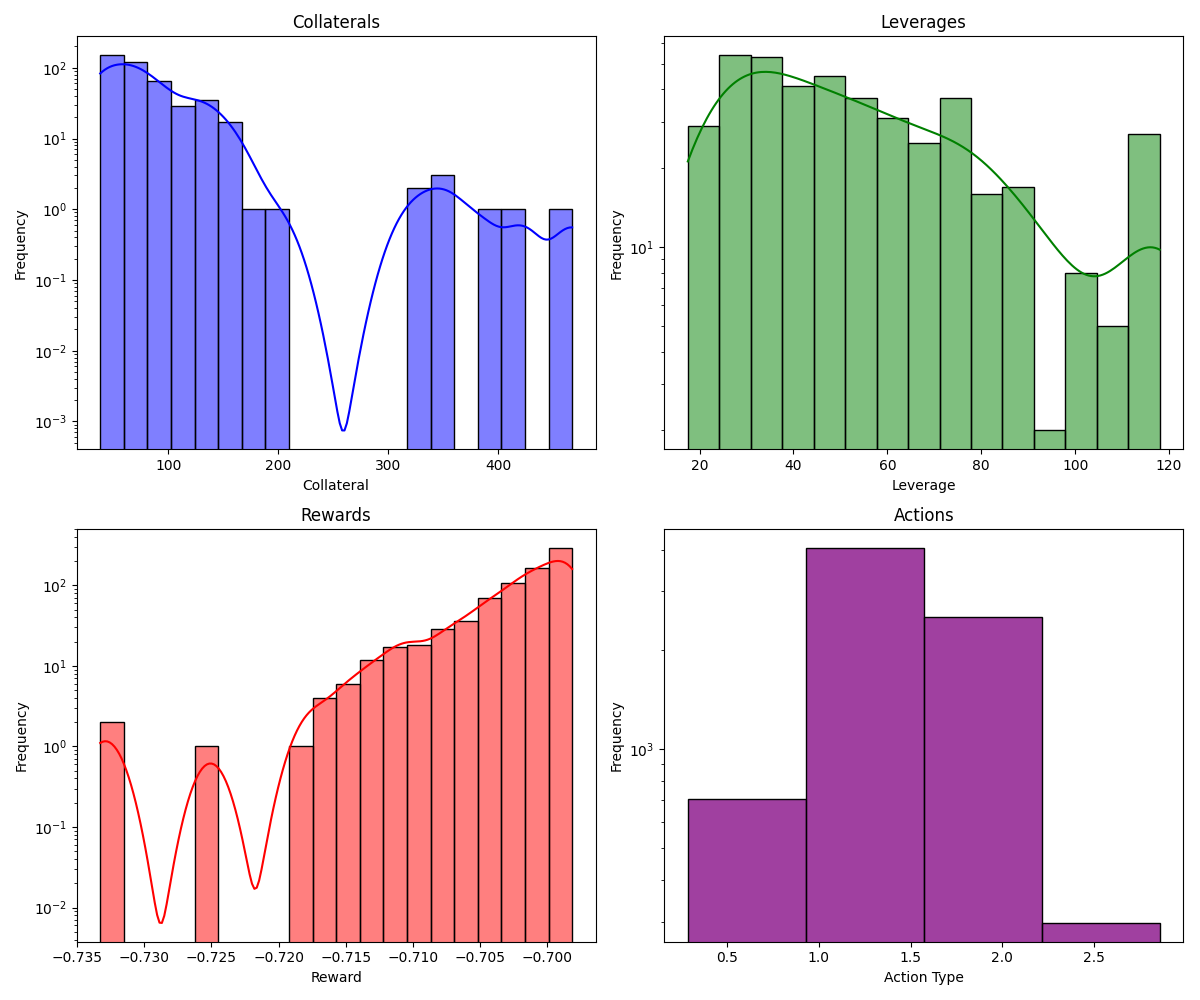 Collaterals
Frequency
10²
10¹
10⁰
10⁻¹
10⁻²
10⁻³
100 200 300 400
Collateral
Leverages
Frequency
10¹
20 40 60 80 100 120
Leverage
Rewards
Frequency
10²
10¹
10⁰
10⁻¹
10⁻²
−0.735 −0.730 −0.725 −0.720 −0.715 −0.710 −0.705 −0.700
Reward
Actions
Frequency
10³
0.5 1.0 1.5 2.0 2.5
Action Type